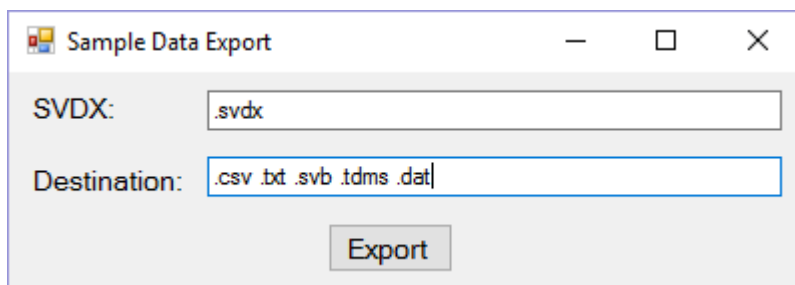 Sample Data Export
SVDX: .svdx
Destination: .csv .txt .svb .tdms .dat
Export